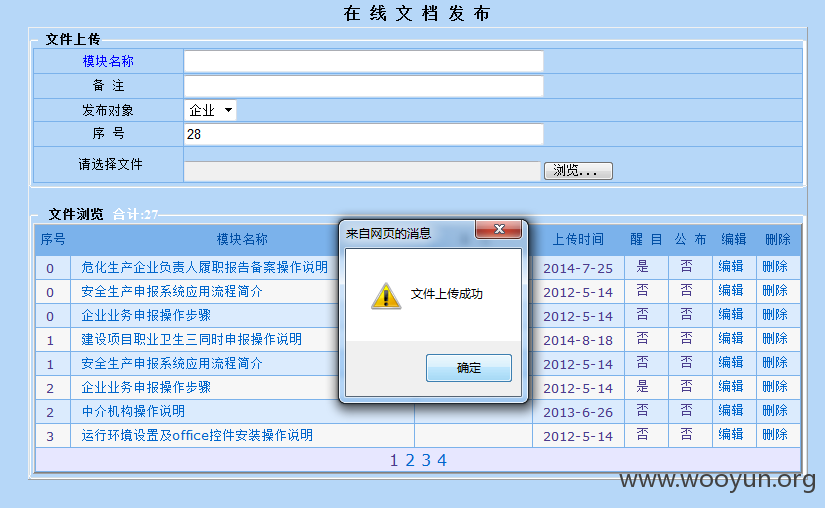 在 线 文 档 发 布
文件上传
模块名称
备 注
发布对象 企业
序 号 28
请选择文件 浏览...
文件浏览 合计:27
序号 模块名称 上传时间 醒 目 公 布 编辑 删除
0 危化生产企业负责人履职报告备案操作说明 2014-7-25 是 否 编辑 删除
0 安全生产申报系统应用流程简介 2012-5-14 否 否 编辑 删除
0 企业业务申报操作步骤 2012-5-14 否 否 编辑 删除
1 建设项目职业卫生三同时申报操作说明 2014-8-18 否 否 编辑 删除
1 安全生产申报系统应用流程简介 2012-5-14 否 否 编辑 删除
2 企业业务申报操作步骤 2012-5-14 是 否 编辑 删除
2 中介机构操作说明 2013-6-26 否 否 编辑 删除
3 运行环境设置及office控件安装操作说明 2012-5-14 否 否 编辑 删除
1 2 3 4
来自网页的消息
文件上传成功
确定
www.wooyun.org